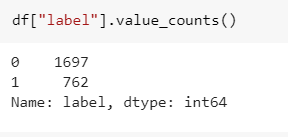 df["label"].value_counts()
0    1697
1     762
Name: label, dtype: int64